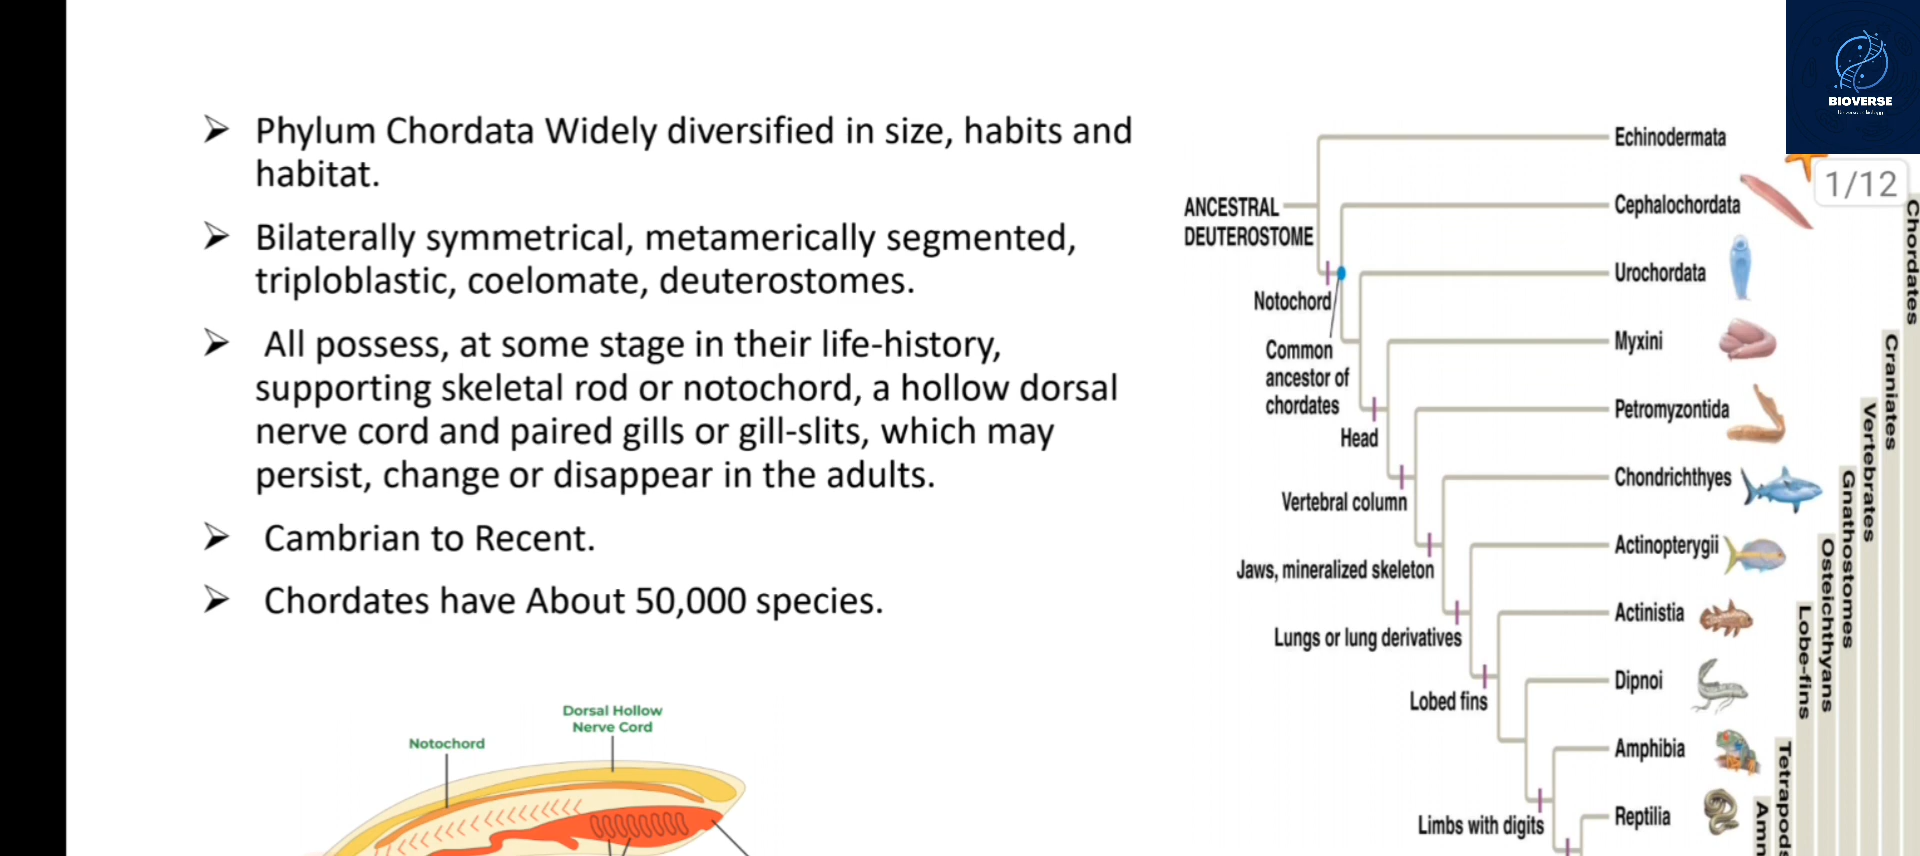 Phylum Chordata Widely diversified in size, habits and
habitat.
Bilaterally symmetrical, metamerically segmented,
triploblastic, coelomate, deuterostomes.
All possess, at some stage in their life-history,
supporting skeletal rod or notochord, a hollow dorsal
nerve cord and paired gills or gill-slits, which may
persist, change or disappear in the adults.
Cambrian to Recent.
Chordates have About 50,000 species.
Dorsal Hollow
Nerve Cord
Notochord
ANCESTRAL
DEUTEROSTOME
Notochord
Common
ancestor of
chordates
Head
Vertebral column
Jaws, mineralized skeleton
Lungs or lung derivatives
Lobed fins
Limbs with digits
Echinodermata
Cephalochordata
Urochordata
Myxini
Petromyzontida
Chondrichthyes
Actinopterygii
Actinistia
Dipnoi
Amphibia
Reptilia
Chordates
Craniates
Vertebrates
Gnathostomes
Osteichthyans
Lobe-fins
Tetrapods
Amn
BIOVERSE
1/12